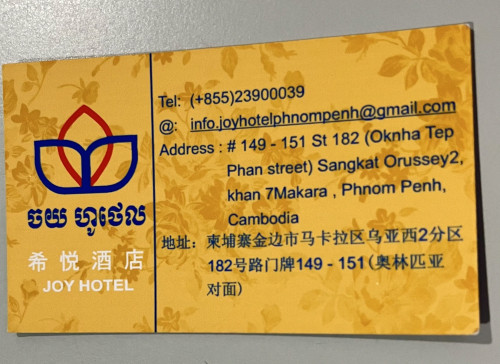 ចយ ហូថេល
希悦酒店
JOY HOTEL
Tel: (+855)23900039
@: info.joyhotelphnompenh@gmail.com
Address : # 149 - 151 St 182 (Oknha Tep
Phan street) Sangkat Orussey2,
khan 7Makara , Phnom Penh,
Cambodia
地址：柬埔寨金边市马卡拉区乌亚西2分区
182号路门牌149 - 151(奥林匹亚
对面)